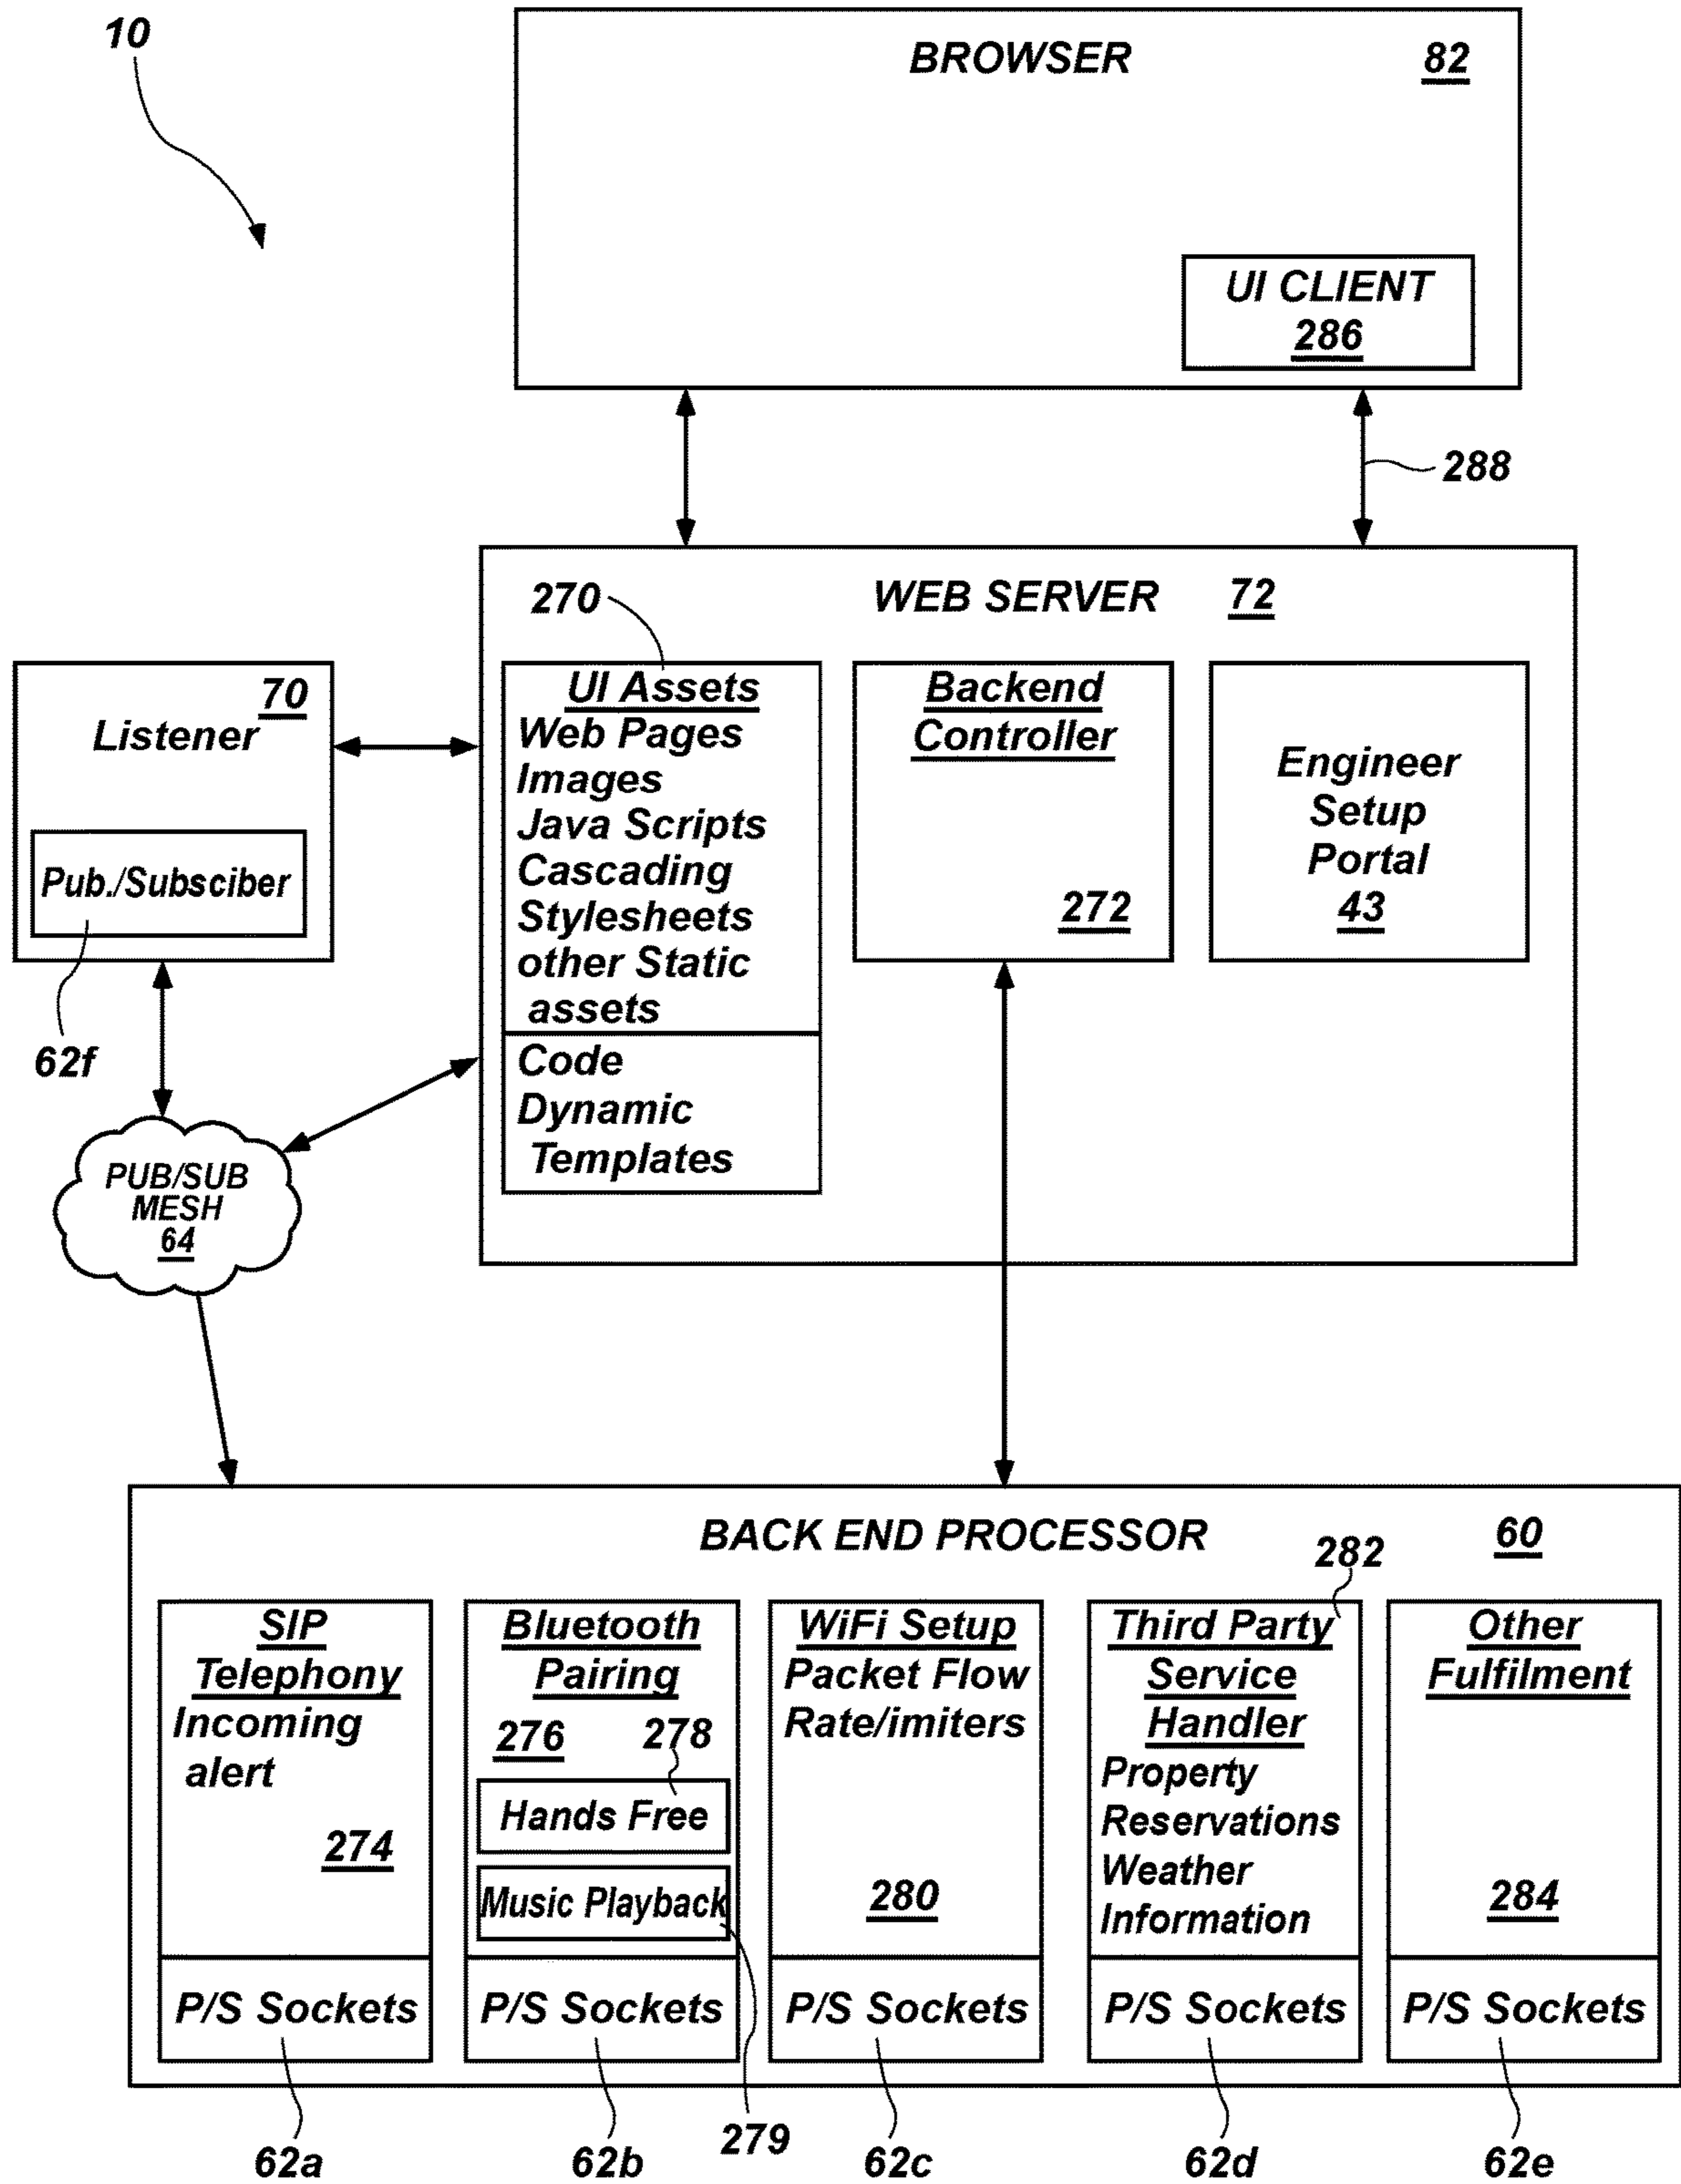 10
BROWSER 82
UI CLIENT
286
288
270
WEB SERVER 72
70
Listener
Pub./Subsciber
62f
UI Assets
Web Pages
Images
Java Scripts
Cascading
Stylesheets
other Static
assets
Code
Dynamic
Templates
Backend
Controller
272
Engineer
Setup
Portal
43
PUB/SUB
MESH
64
BACK END PROCESSOR 60
282
SIP
Telephony
Incoming
alert
274
P/S Sockets
62a
Bluetooth
Pairing
276 278
Hands Free
Music Playback
P/S Sockets
279
62b
WiFi Setup
Packet Flow
Rate/imiters
280
P/S Sockets
62c
Third Party
Service
Handler
Property
Reservations
Weather
Information
P/S Sockets
62d
Other
Fulfilment
284
P/S Sockets
62e